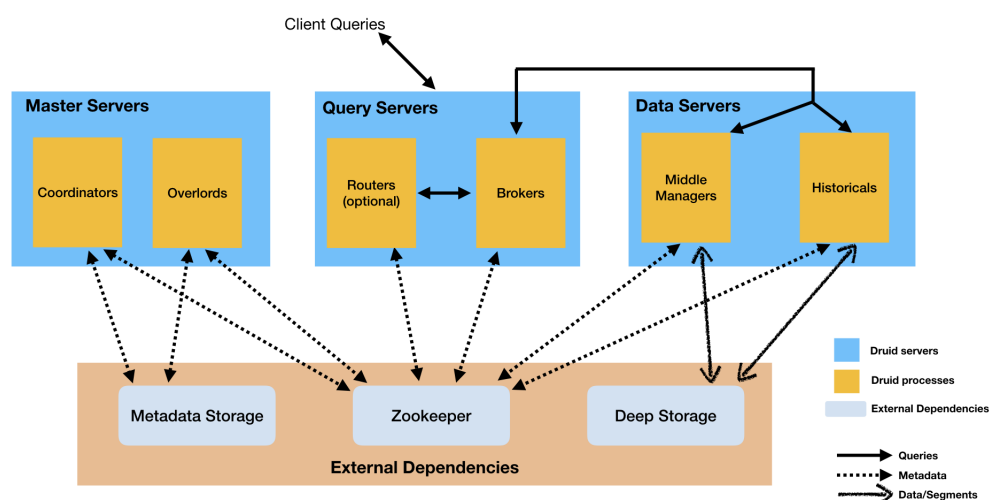 Client Queries
Master Servers
Query Servers
Data Servers
Coordinators
Overlords
Routers
(optional)
Brokers
Middle
Managers
Historicals
Metadata Storage
Zookeeper
Deep Storage
External Dependencies
Druid servers
Druid processes
External Dependencies
Queries
Metadata
Data/Segments